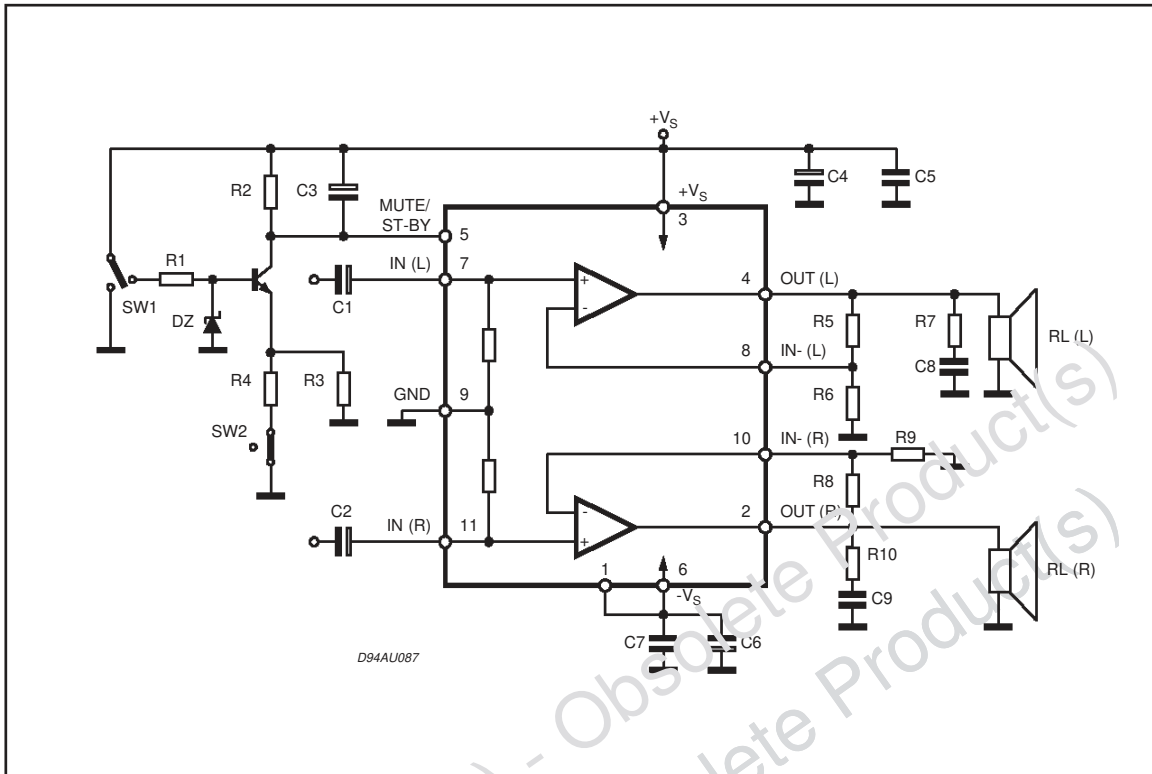 +VS
R2
C3
C4
C5
MUTE/
ST-BY
+VS
3
5
IN (L)
7
R1
SW1
DZ
C1
4
OUT (L)
R5
R7
RL (L)
8
IN- (L)
C8
R4
R3
GND
9
R6
SW2
10
IN- (R)
R9
R8
C2
IN (R)
11
2
OUT (R)
R10
RL (R)
1
6
-VS
C9
C7
C6
D94AU087
) - Obsolete Product(s)
Obsolete Product(s)